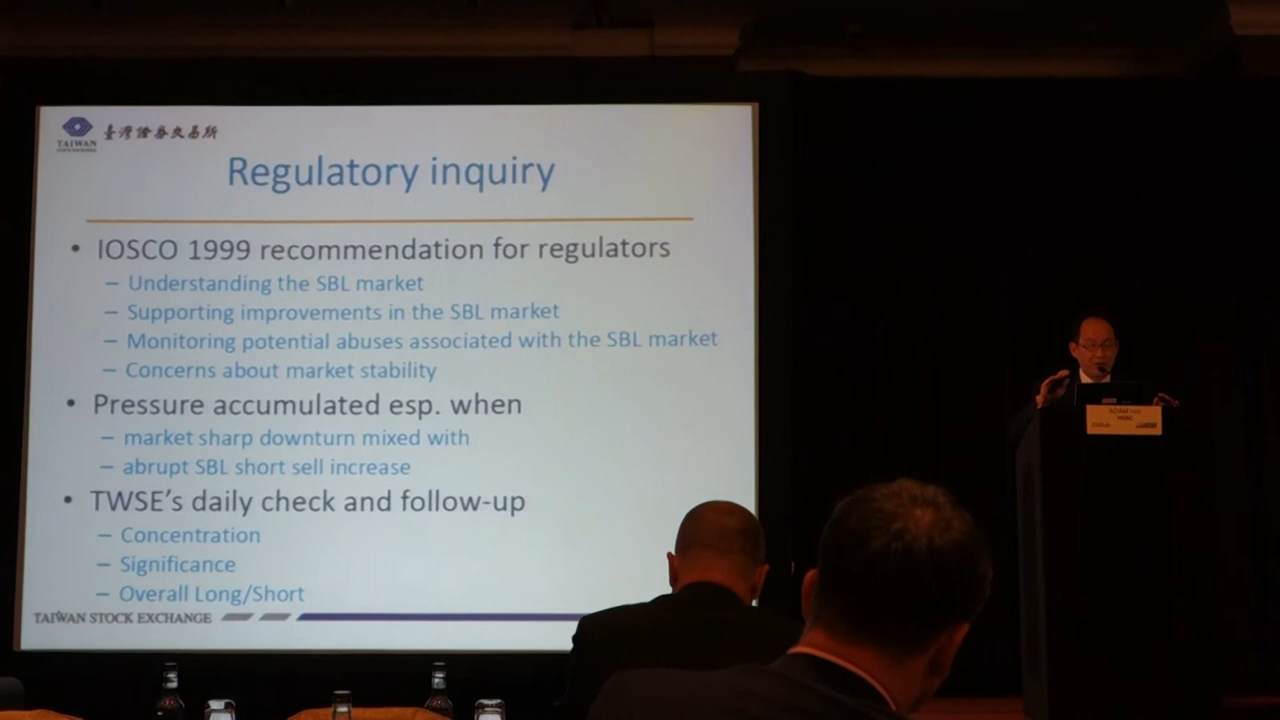 TAIWAN
臺灣證券交易所
Regulatory inquiry
• IOSCO 1999 recommendation for regulators
– Understanding the SBL market
– Supporting improvements in the SBL market
– Monitoring potential abuses associated with the SBL market
– Concerns about market stability
• Pressure accumulated esp. when
– market sharp downturn mixed with
– abrupt SBL short sell increase
• TWSE's daily check and follow-up
– Concentration
– Significance
– Overall Long/Short
TAIWAN STOCK EXCHANGE
ADAM